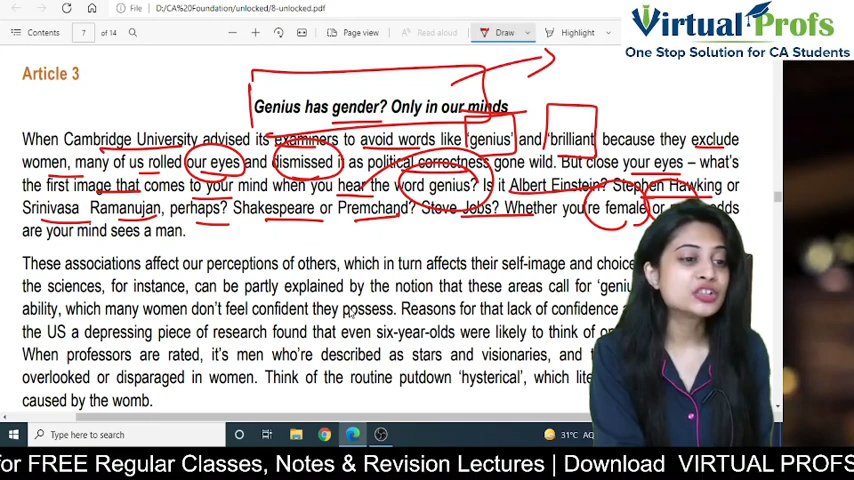 File D:/CA%20Foundation/unlocked/8-unlocked.pdf
Virtual Profs
One Stop Solution for CA Students
Contents 7 of 14 Page view Read aloud Draw Highlight
Article 3
Genius has gender? Only in our minds
When Cambridge University advised its examiners to avoid words like 'genius' and 'brilliant' because they exclude
women, many of us rolled our eyes and dismissed it as political correctness gone wild. But close your eyes – what's
the first image that comes to your mind when you hear the word genius? Is it Albert Einstein? Stephen Hawking or
Srinivasa Ramanujan, perhaps? Shakespeare or Premchand? Steve Jobs? Whether you're female or odds
are your mind sees a man.
These associations affect our perceptions of others, which in turn affects their self-image and choice
the sciences, for instance, can be partly explained by the notion that these areas call for 'geniu
ability, which many women don't feel confident they possess. Reasons for that lack of confidence
the US a depressing piece of research found that even six-year-olds were likely to think of
When professors are rated, it's men who're described as stars and visionaries, and
overlooked or disparaged in women. Think of the routine putdown 'hysterical', which lite
caused by the womb.
Type here to search 31°C AQ
for FREE Regular Classes, Notes & Revision Lectures | Download VIRTUAL PROFS